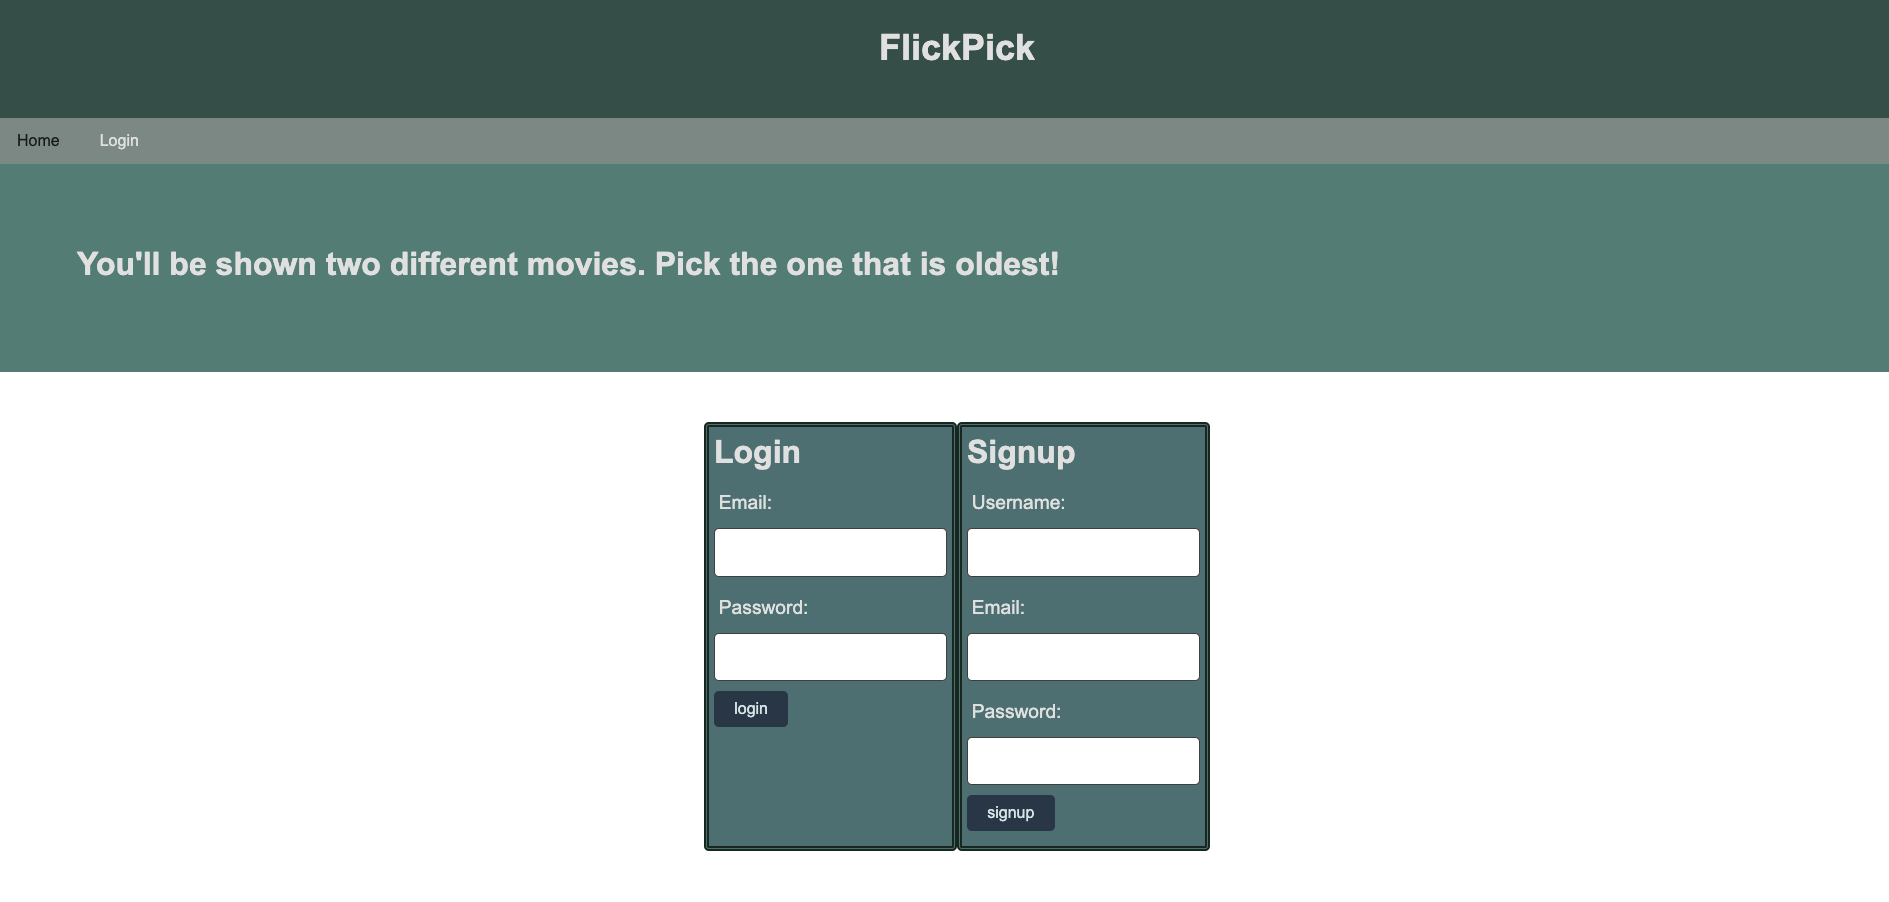 FlickPick
Home Login
You'll be shown two different movies. Pick the one that is oldest!
Login
Email:
Password:
login
Signup
Username:
Email:
Password:
signup